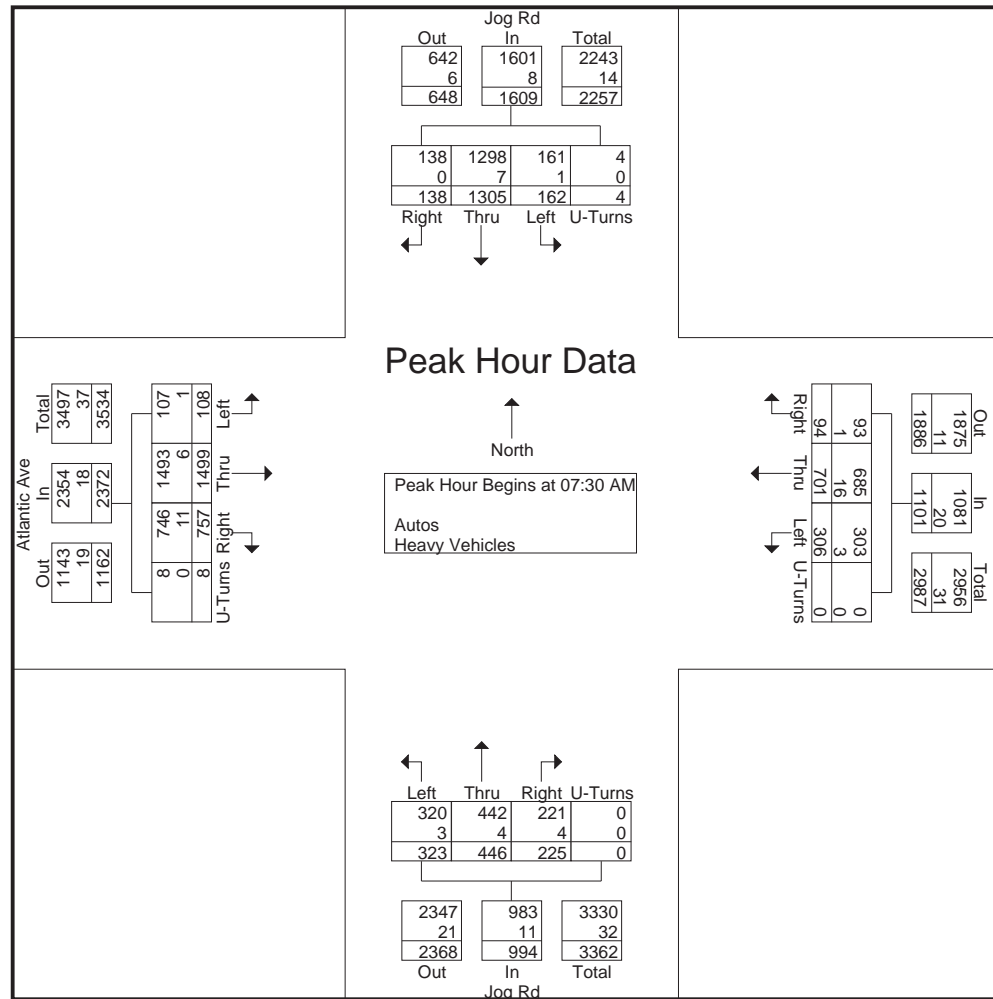 Jog Rd
Out In Total
642 1601 2243
6 8 14
648 1609 2257
138 1298 161 4
0 7 1 0
138 1305 162 4
Right Thru Left U-Turns
Peak Hour Data
North
Peak Hour Begins at 07:30 AM
Autos
Heavy Vehicles
Atlantic Ave
Out In Total
1143 2354 3497
19 18 37
1162 2372 3534
8 746 1493 107
0 11 6 1
8 757 1499 108
U-Turns Right Thru Left
Out In Total
1875 1081 2956
11 20 31
1886 1101 2987
93 685 303 0
1 16 3 0
94 701 306 0
Right Thru Left U-Turns
Left Thru Right U-Turns
320 442 221 0
3 4 4 0
323 446 225 0
2347 983 3330
21 11 32
2368 994 3362
Out In Total
Jog Rd